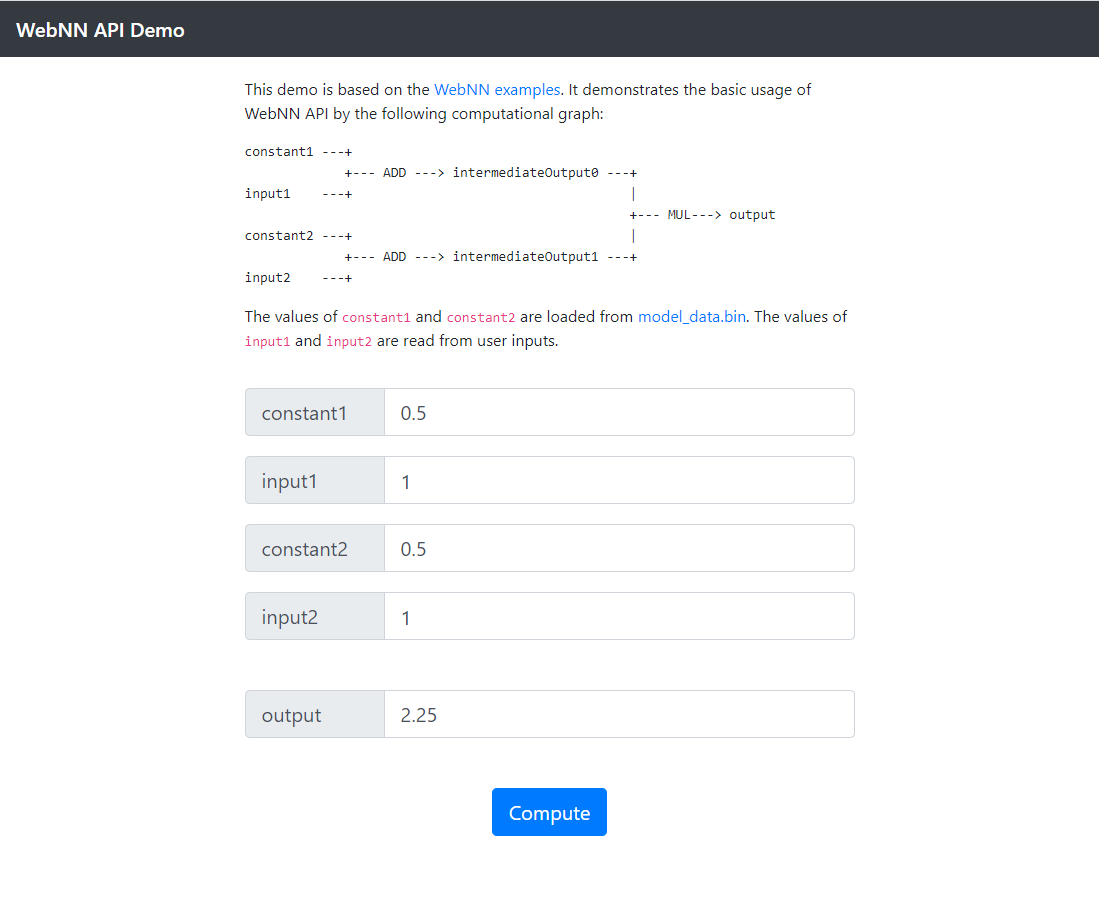 WebNN API Demo
This demo is based on the WebNN examples. It demonstrates the basic usage of
WebNN API by the following computational graph:
constant1 ---+
             +--- ADD ---> intermediateOutput0 ---+
input1    ---+                                    |
                                                  +--- MUL---> output
constant2 ---+                                    |
             +--- ADD ---> intermediateOutput1 ---+
input2    ---+
The values of constant1 and constant2 are loaded from model_data.bin. The values of
input1 and input2 are read from user inputs.
constant1 0.5
input1 1
constant2 0.5
input2 1
output 2.25
Compute